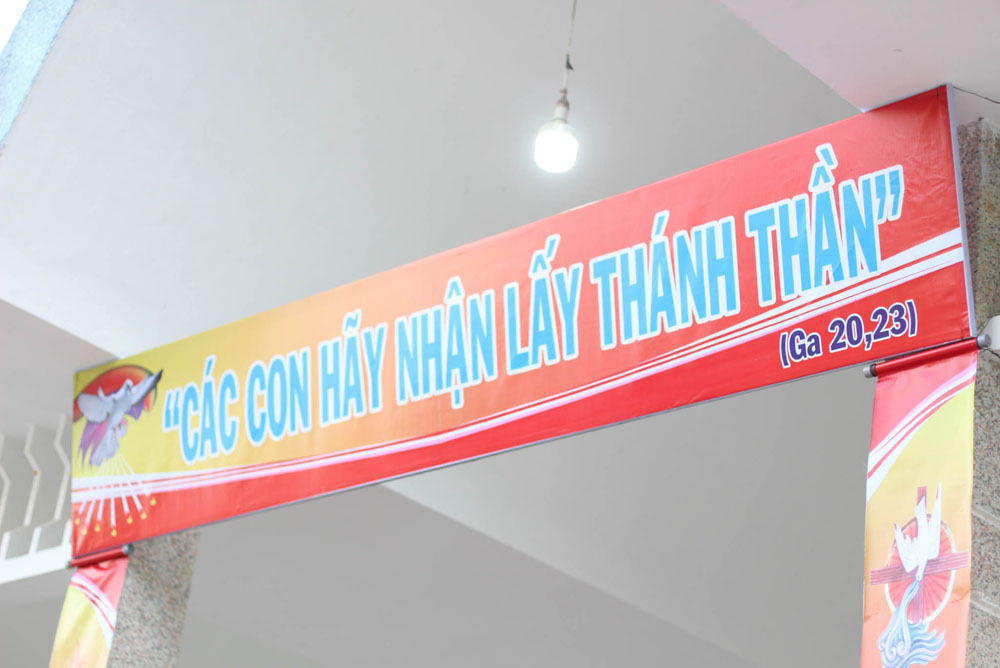 “CÁC CON HÃY NHẬN LẤY THÁNH THẦN”
(Ga 20,23)